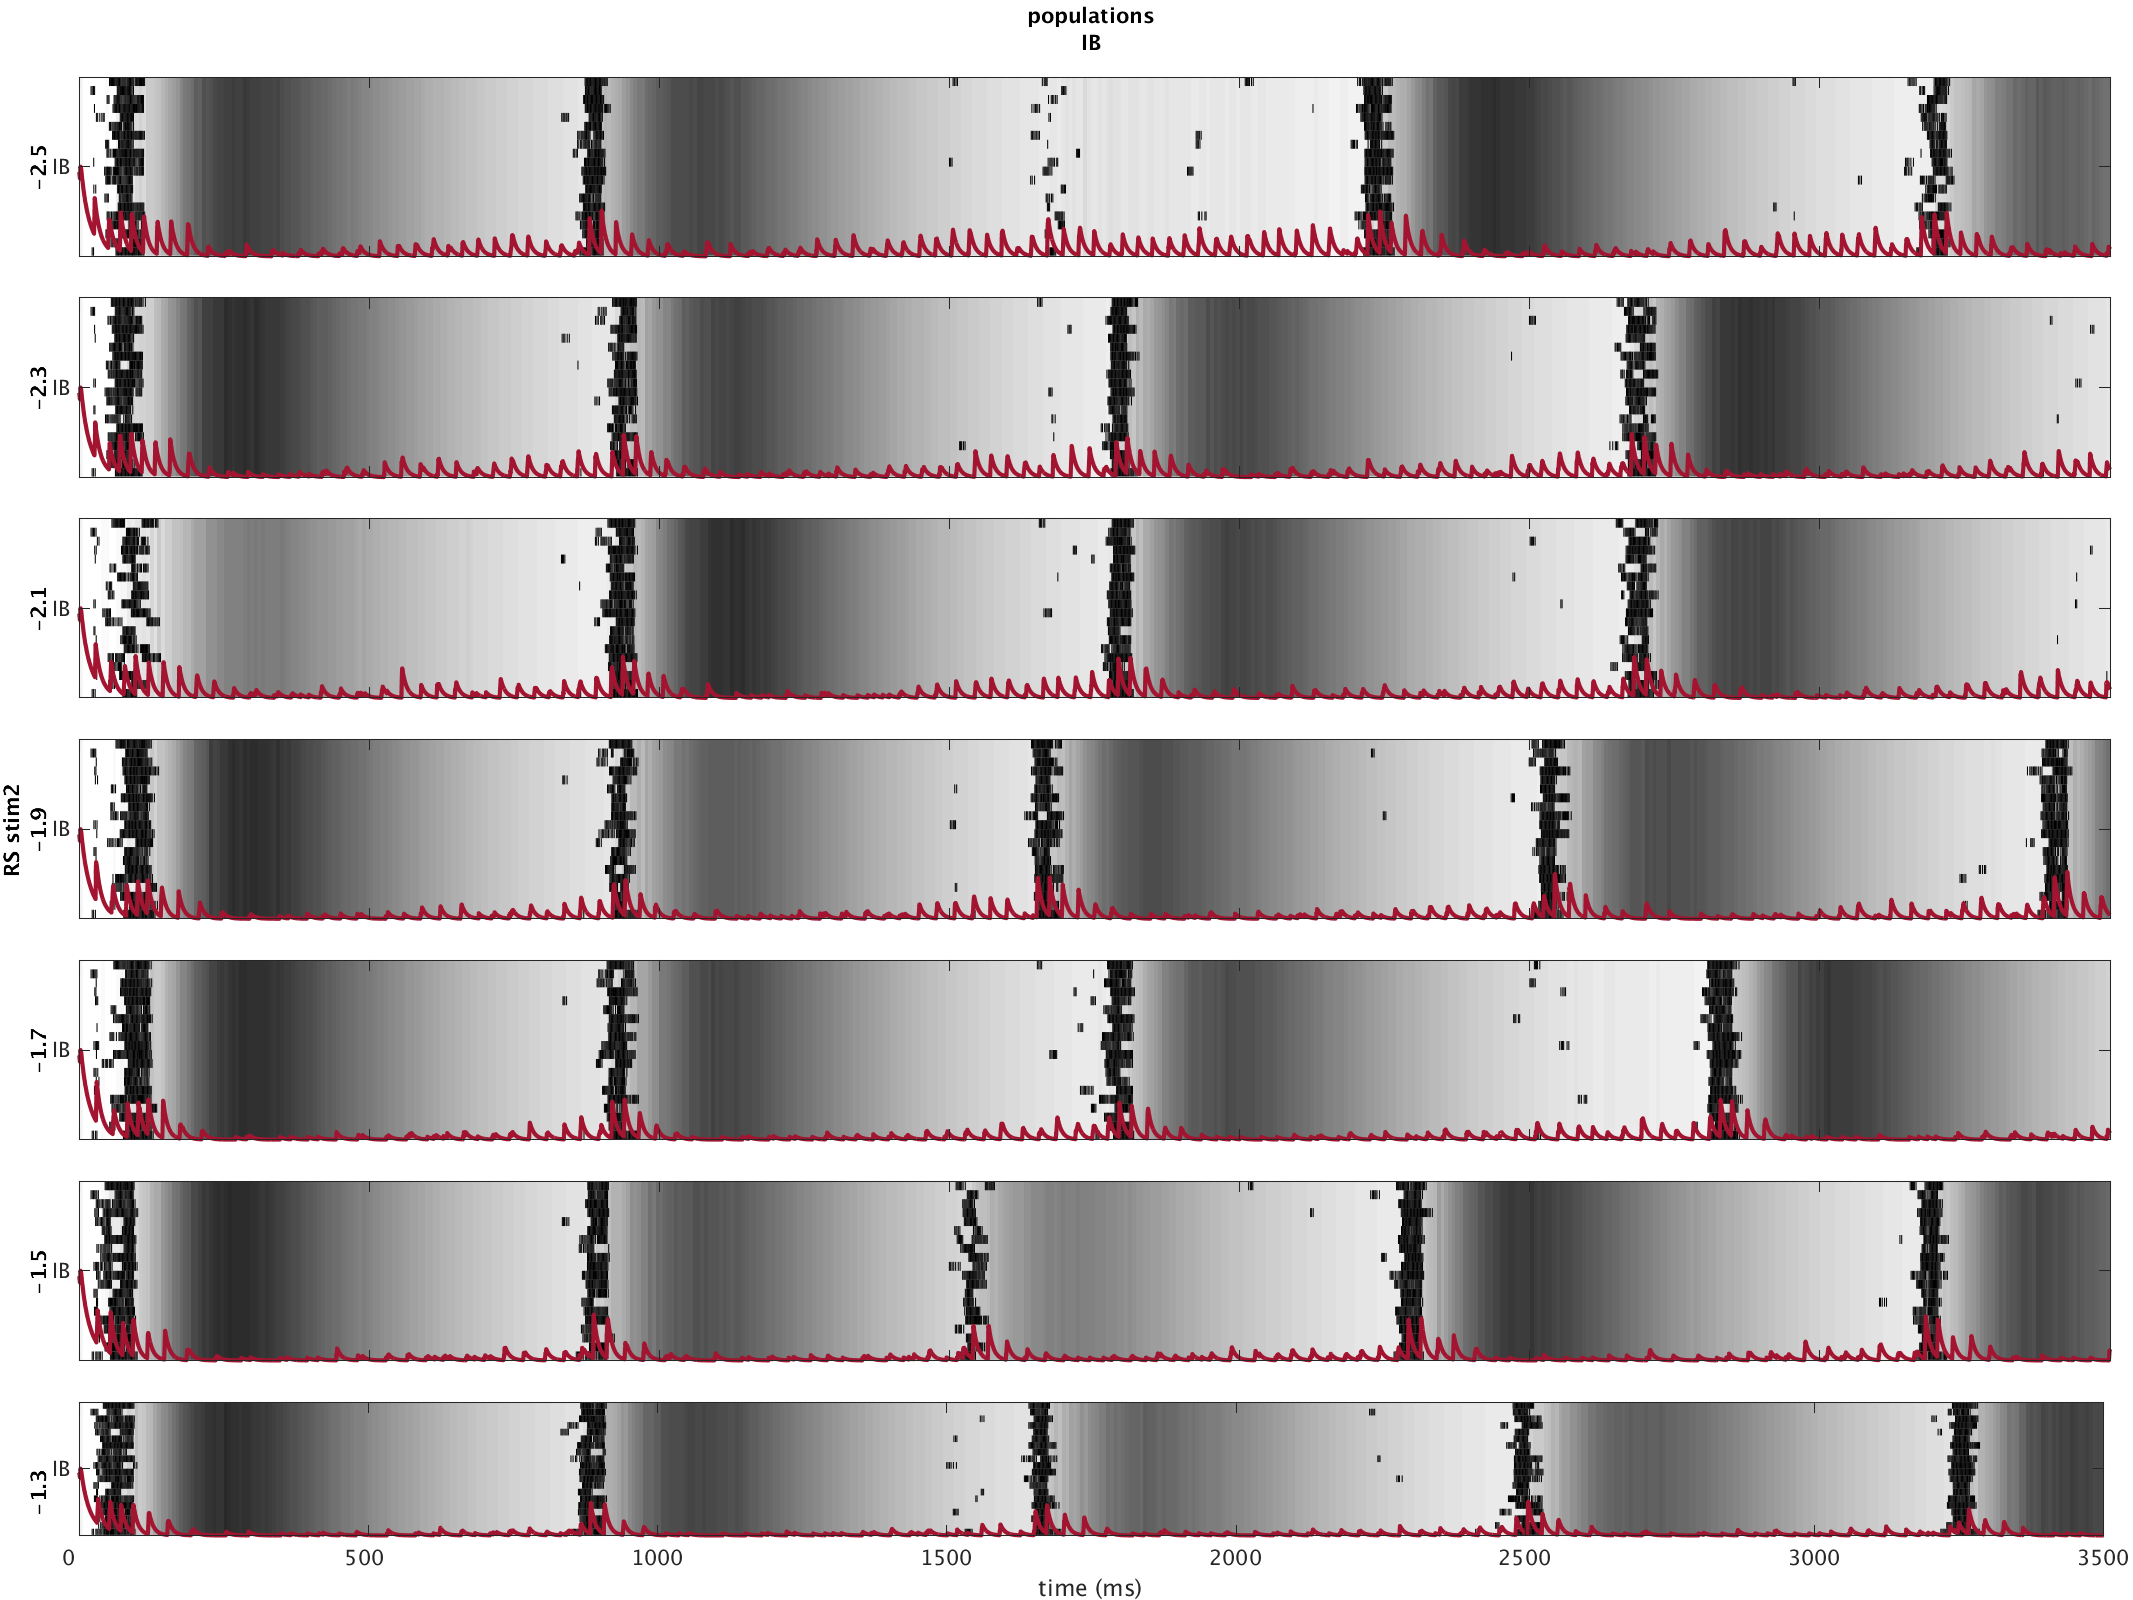 populations
IB
-2.5 IB
-2.3 IB
-2.1 IB
RS stim2
-1.9 IB
-1.7 IB
-1.5 IB
-1.3 IB
0 500 1000 1500 2000 2500 3000 3500
time (ms)